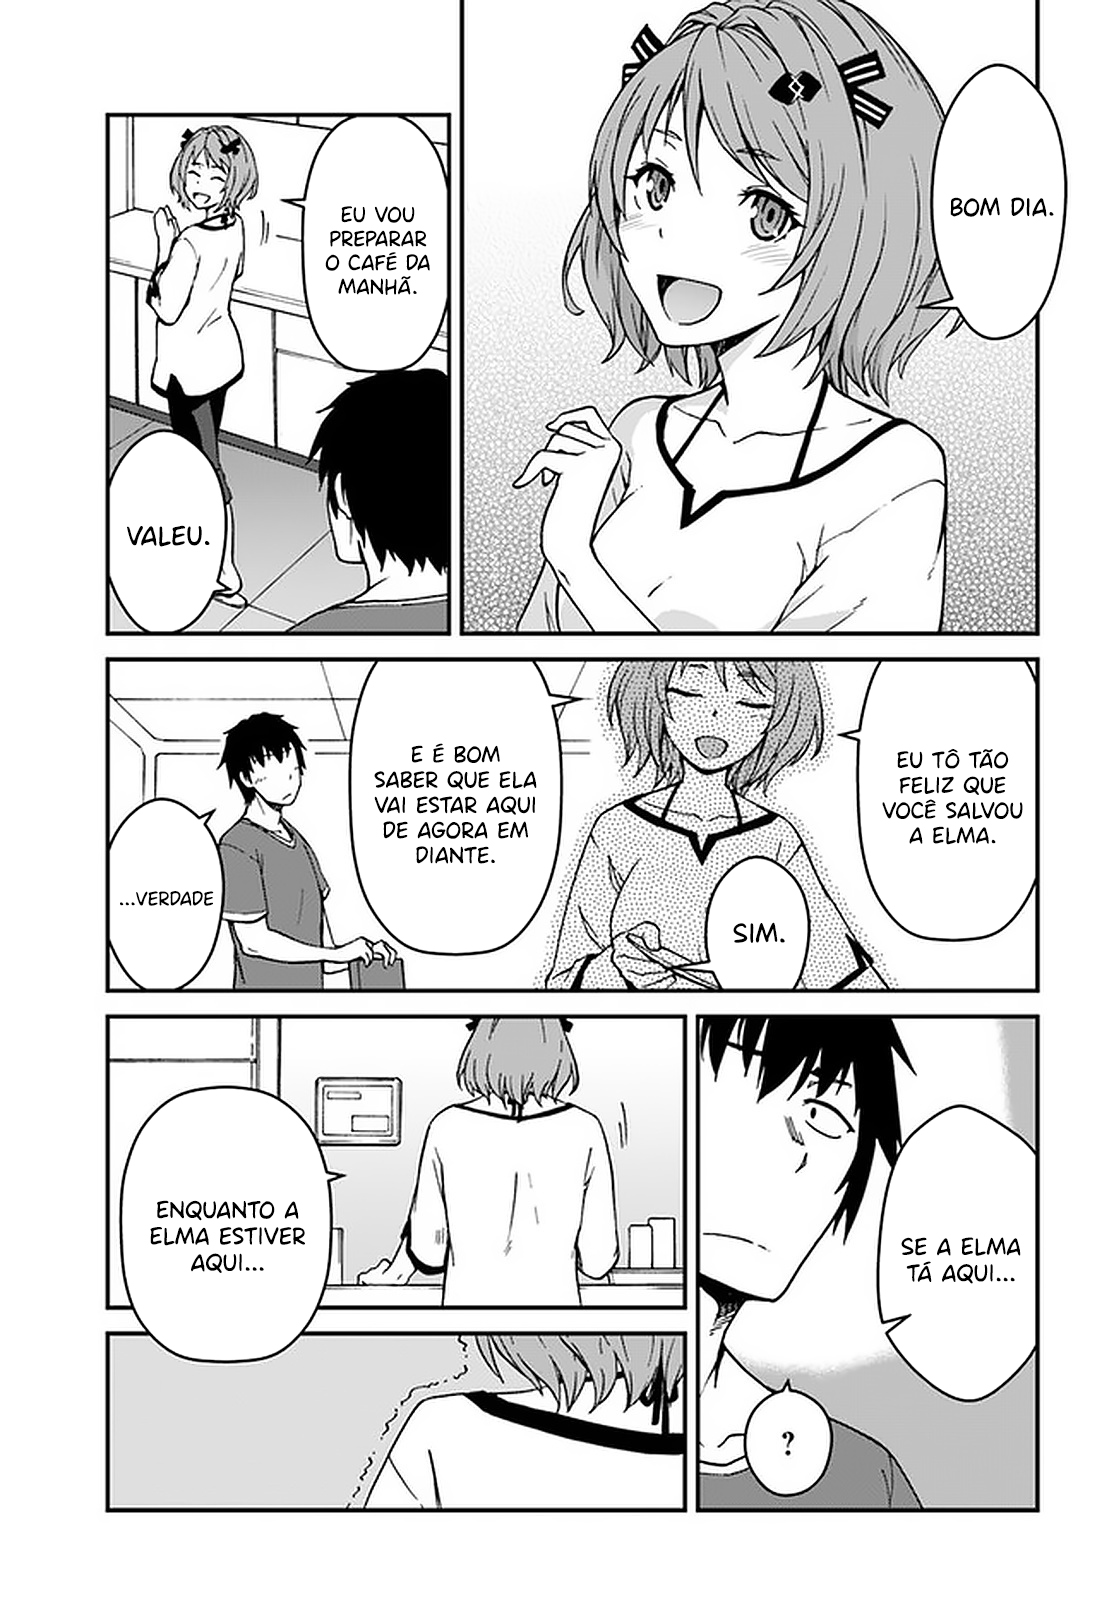 BOM DIA.
EU VOU
PREPARAR
O CAFÉ DA
MANHÃ.
VALEU.
EU TÔ TÃO
FELIZ QUE
VOCÊ SALVOU
A ELMA.
SIM.
E É BOM
SABER QUE ELA
VAI ESTAR AQUI
DE AGORA EM
DIANTE.
...VERDADE
SE A ELMA
TÁ AQUI...
?
ENQUANTO A
ELMA ESTIVER
AQUI...